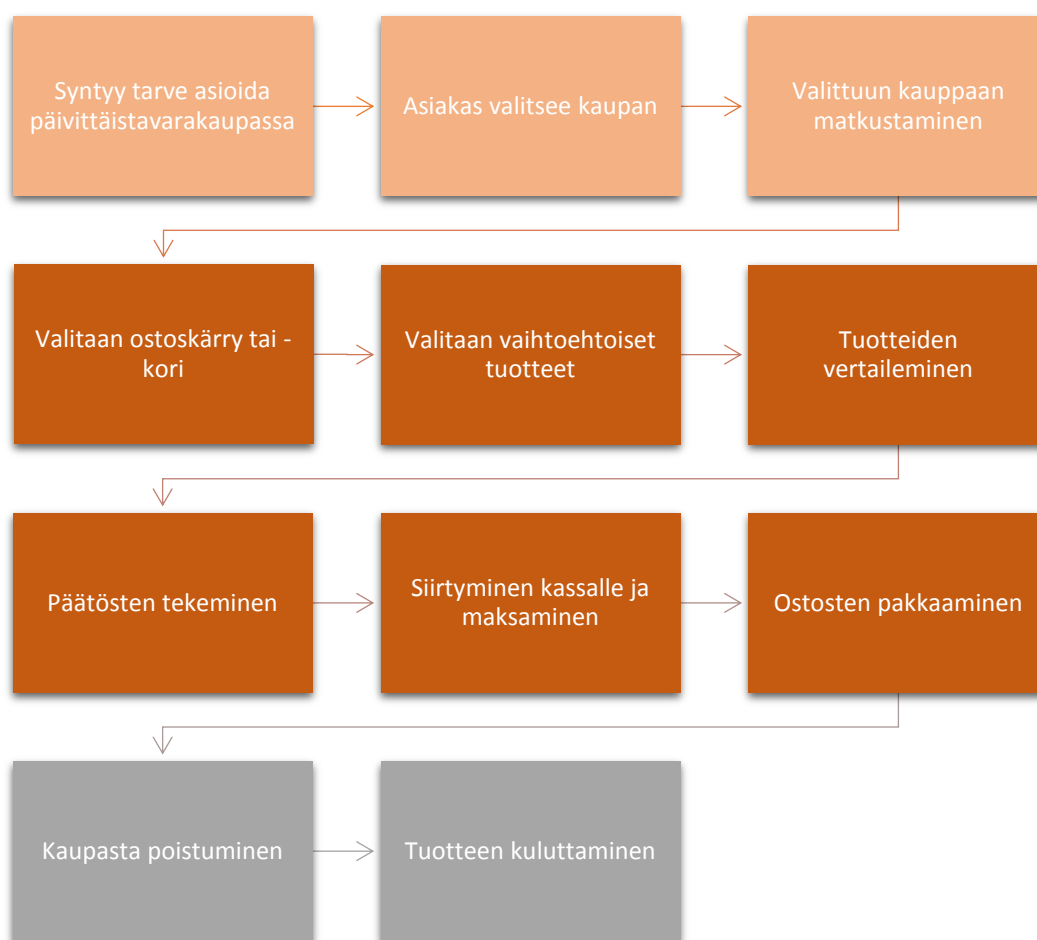 Syntyy tarve asioida
päivittäistavarakaupassa
Asiakas valitsee kaupan
Valittuun kauppaan
matkustaminen
Valitaan ostoskärry tai -
kori
Valitaan vaihtoehtoiset
tuotteet
Tuotteiden
vertaileminen
Päätösten tekeminen
Siirtyminen kassalle ja
maksaminen
Ostosten pakkaaminen
Kaupasta poistuminen
Tuotteen kuluttaminen